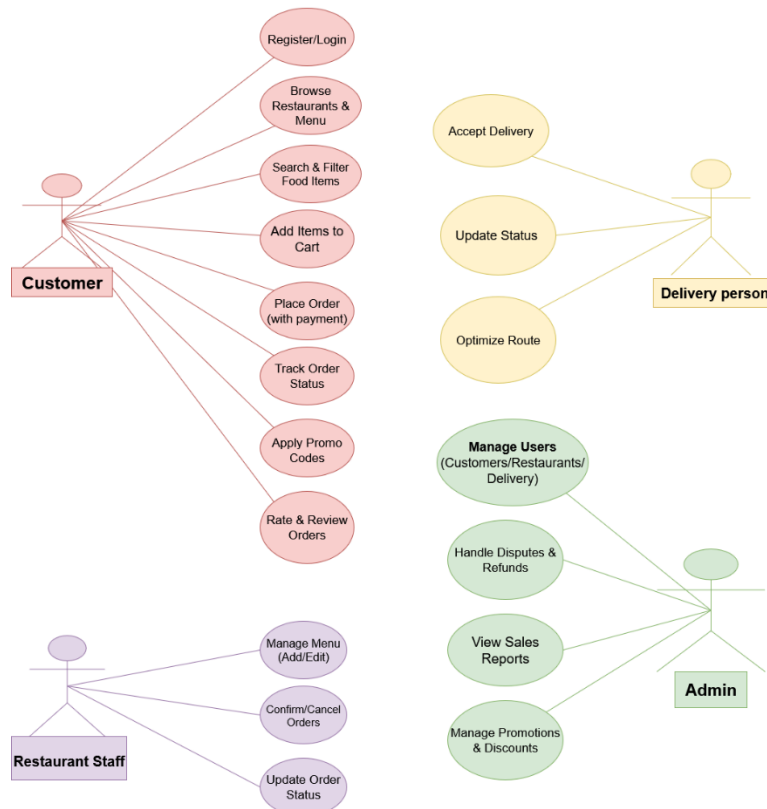 Register/Login
Browse
Restaurants &
Menu
Search & Filter
Food Items
Add Items to
Cart
Customer
Place Order
(with payment)
Track Order
Status
Apply Promo
Codes
Rate & Review
Orders
Accept Delivery
Update Status
Delivery person
Optimize Route
Manage Users
(Customers/Restaurants/
Delivery)
Handle Disputes &
Refunds
View Sales
Reports
Admin
Manage Promotions
& Discounts
Manage Menu
(Add/Edit)
Confirm/Cancel
Orders
Restaurant Staff
Update Order
Status